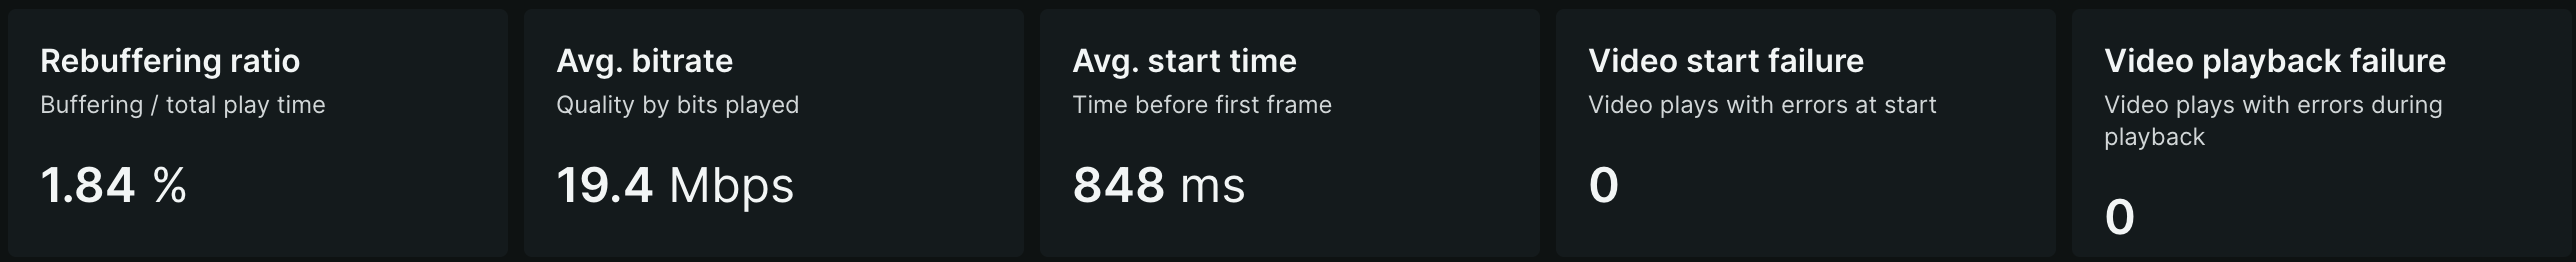 Rebuffering ratio
Buffering / total play time
1.84 %
Avg. bitrate
Quality by bits played
19.4 Mbps
Avg. start time
Time before first frame
848 ms
Video start failure
Video plays with errors at start
0
Video playback failure
Video plays with errors during
playback
0